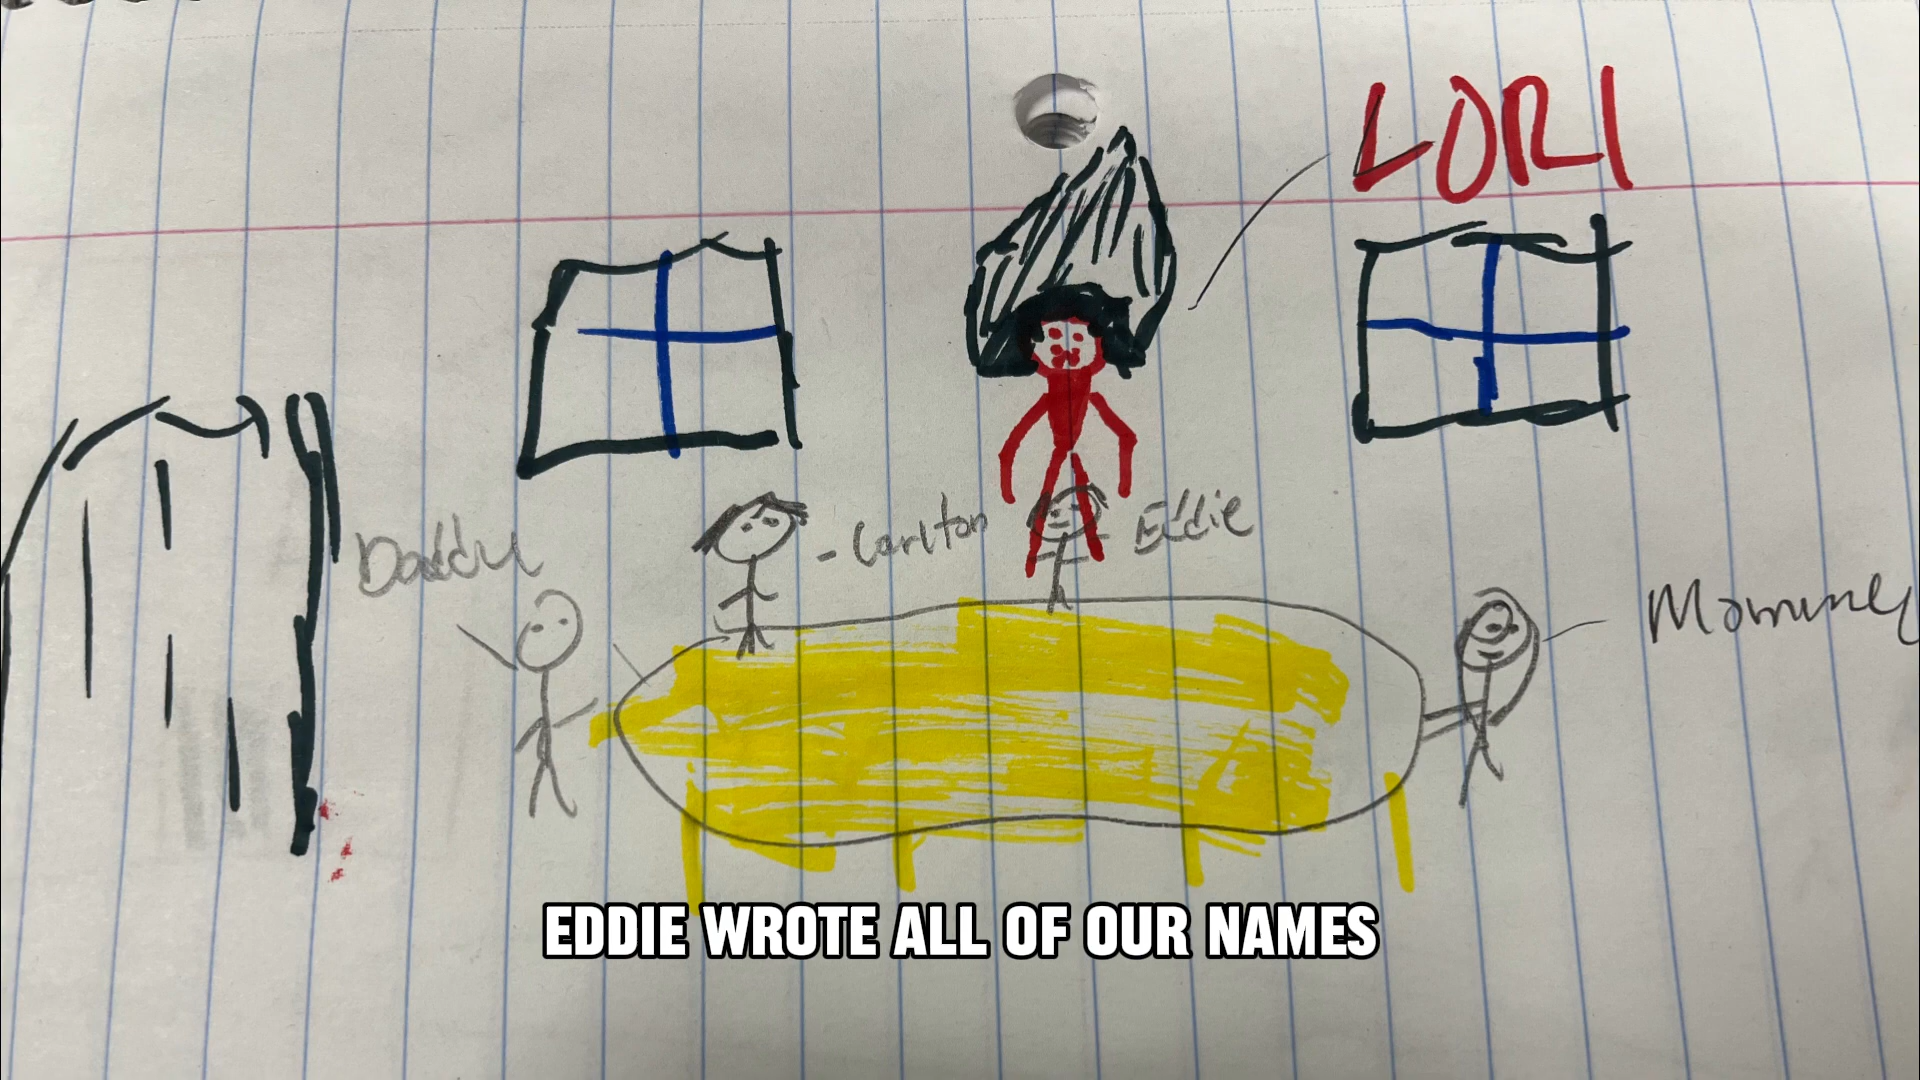 LORI
Daddy
- Carlton
Eddie
Mommy
EDDIE WROTE ALL OF OUR NAMES